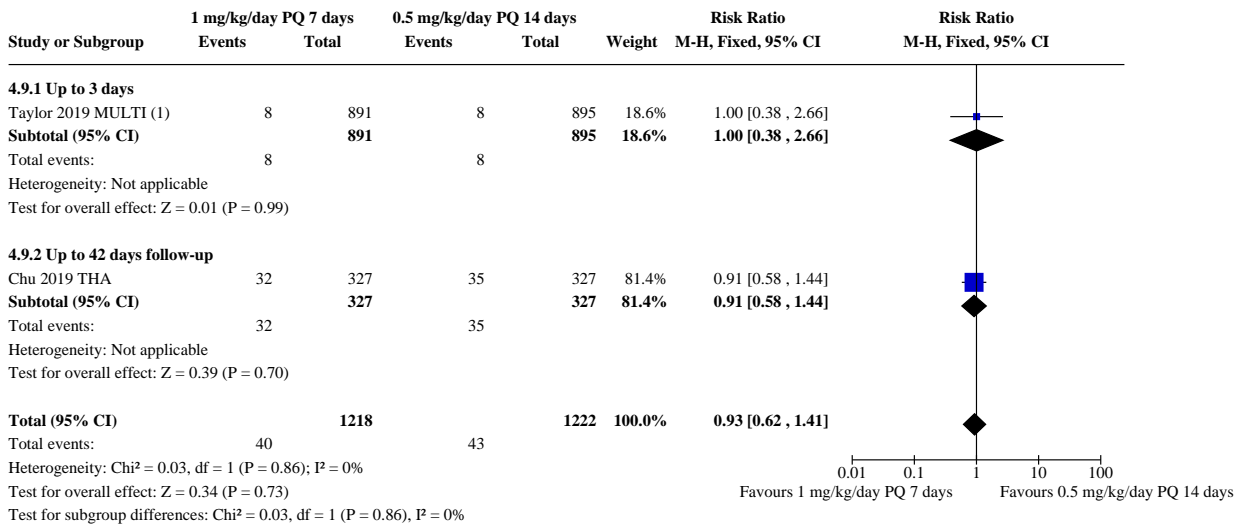 1 mg/kg/day PQ 7 days 0.5 mg/kg/day PQ 14 days Risk Ratio Risk Ratio
Study or Subgroup Events Total Events Total Weight M-H, Fixed, 95% CI M-H, Fixed, 95% CI
4.9.1 Up to 3 days
Taylor 2019 MULTI (1) 8 891 8 895 18.6% 1.00 [0.38 , 2.66]
Subtotal (95% CI) 891 895 18.6% 1.00 [0.38 , 2.66]
Total events: 8 8
Heterogeneity: Not applicable
Test for overall effect: Z = 0.01 (P = 0.99)
4.9.2 Up to 42 days follow-up
Chu 2019 THA 32 327 35 327 81.4% 0.91 [0.58 , 1.44]
Subtotal (95% CI) 327 327 81.4% 0.91 [0.58 , 1.44]
Total events: 32 35
Heterogeneity: Not applicable
Test for overall effect: Z = 0.39 (P = 0.70)
Total (95% CI) 1218 1222 100.0% 0.93 [0.62 , 1.41]
Total events: 40 43
Heterogeneity: Chi² = 0.03, df = 1 (P = 0.86); I² = 0%
0.01 0.1 1 10 100
Test for overall effect: Z = 0.34 (P = 0.73)
Favours 1 mg/kg/day PQ 7 days Favours 0.5 mg/kg/day PQ 14 days
Test for subgroup differences: Chi² = 0.03, df = 1 (P = 0.86), I² = 0%